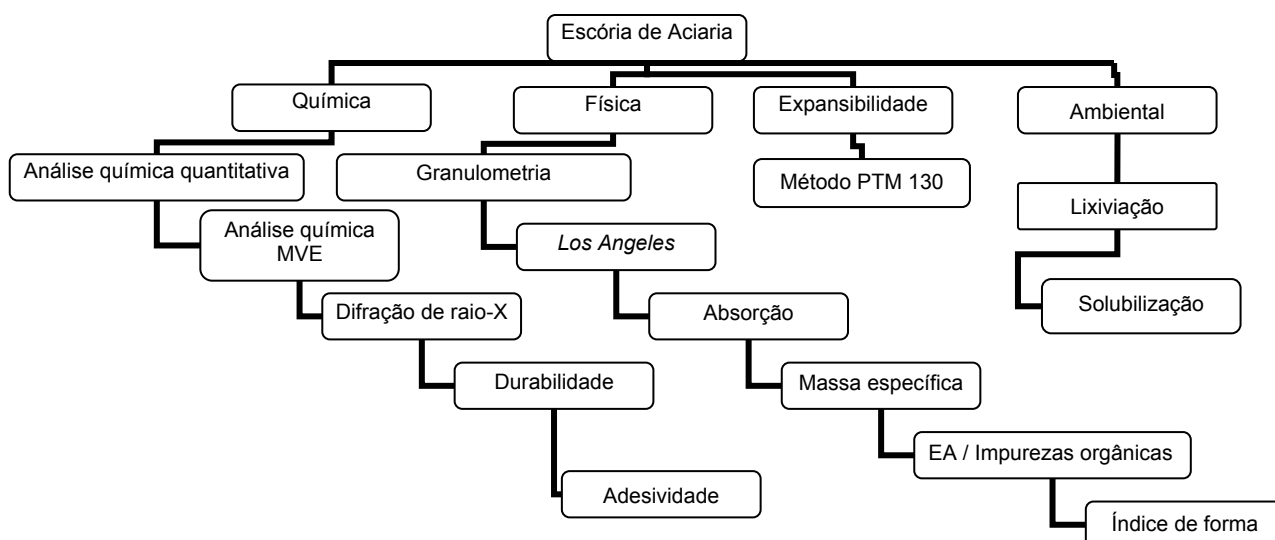 Escória de Aciaria
Química
Física
Expansibilidade
Ambiental
Análise química quantitativa
Granulometria
Método PTM 130
Lixiviação
Análise química
MVE
Los Angeles
Difração de raio-X
Absorção
Solubilização
Durabilidade
Massa específica
EA / Impurezas orgânicas
Adesividade
Índice de forma